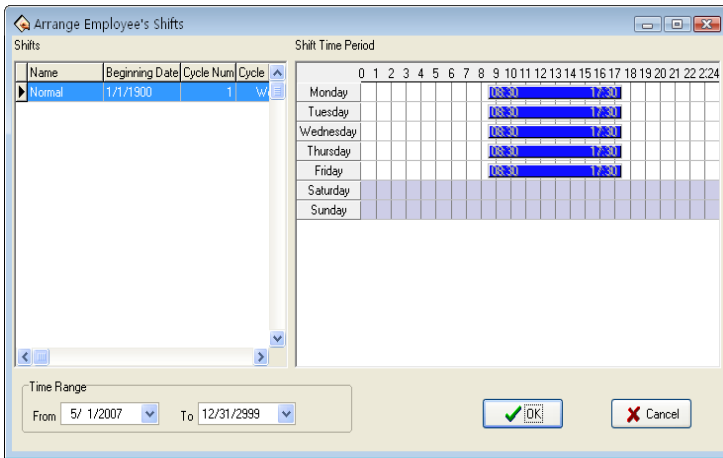 Arrange Employee's Shifts
Shifts
Shift Time Period
Name Beginning Date Cycle Num Cycle
Normal 1/1/1900 1 W
0 1 2 3 4 5 6 7 8 9 10 11 12 13 14 15 16 17 18 19 20 21 22 2:24
Monday 08:30 17:30
Tuesday 08:30 17:30
Wednesday 08:30 17:30
Thursday 08:30 17:30
Friday 08:30 17:30
Saturday
Sunday
Time Range
From 5/ 1/2007 To 12/31/2999
OK
Cancel